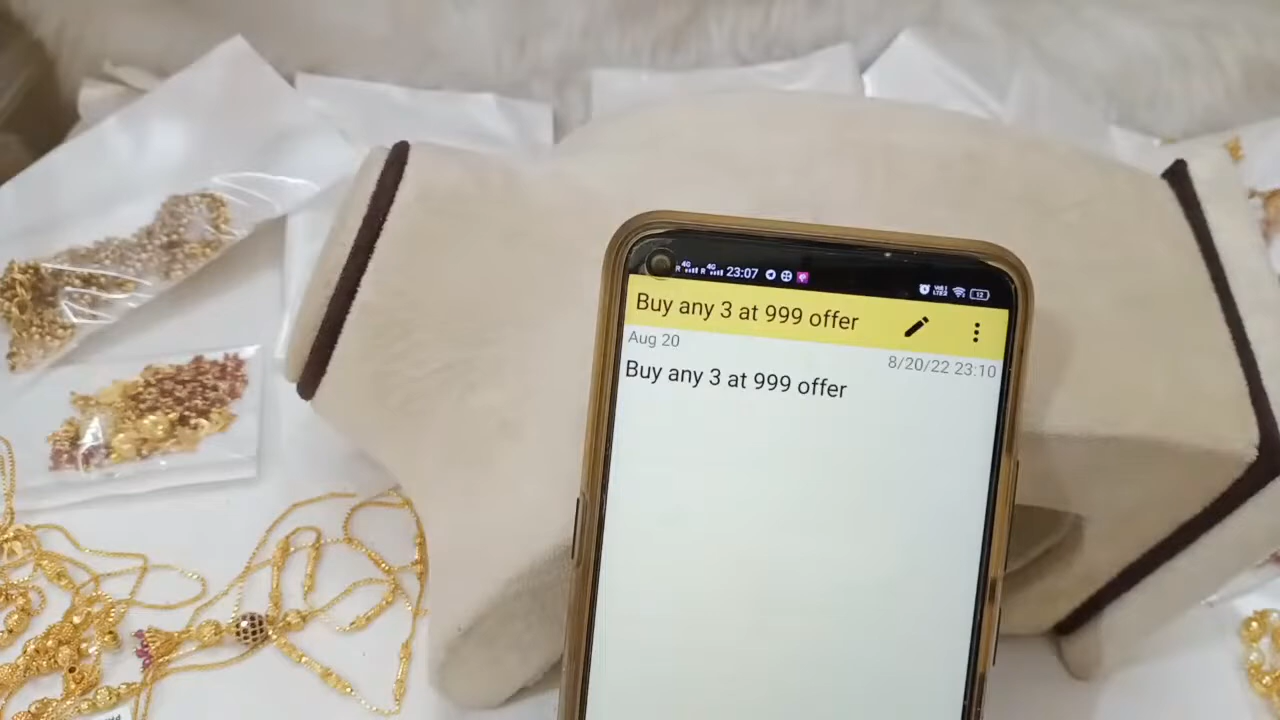 23:07
Buy any 3 at 999 offer
Aug 20
8/20/22 23:10
Buy any 3 at 999 offer